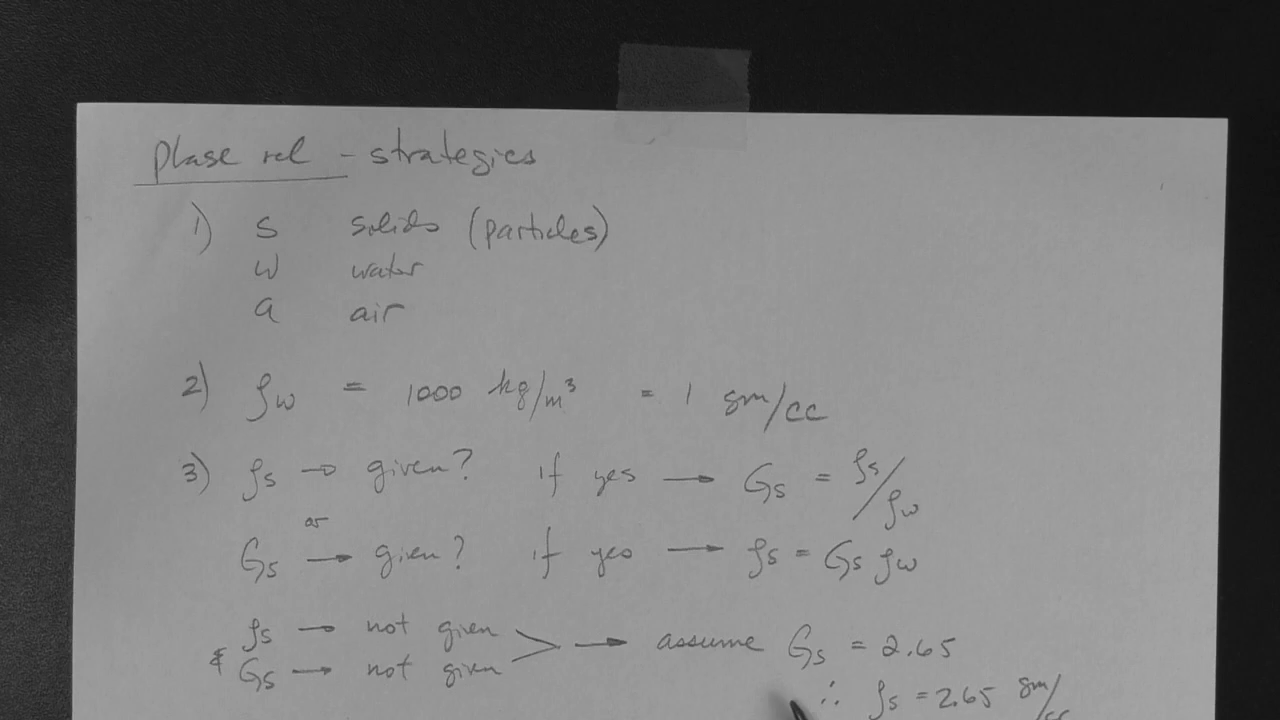 phase rel - strategies
1) s solids (particles)
w water
a air
2) ρw = 1000 kg/m³ = 1 gm/cc
3) ρs → given? if yes → Gs = ρs/ρw
or
Gs → given? if yes → ρs = Gs ρw
ρs → not given
& Gs → not given > → assume Gs = 2.65
∴ ρs = 2.65 gm/cc